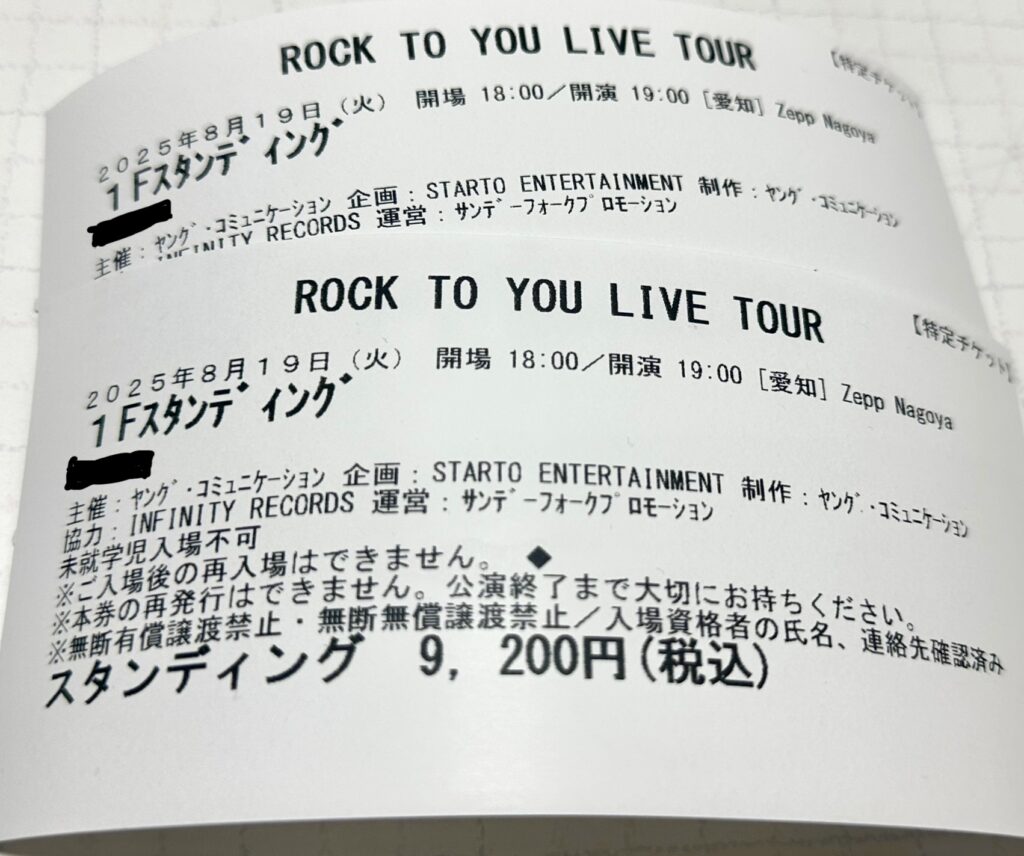 ROCK TO YOU LIVE TOUR
【特定チケット
2025年8月19日（火） 開場 18:00／開演 19:00 [愛知] Zepp Nagoya
1Fｽﾀﾝﾃﾞｨﾝｸﾞ
主催：ﾔﾝｸﾞ・ｺﾐｭﾆｹｰｼｮﾝ 企画：STARTO ENTERTAINMENT 制作：ﾔﾝｸﾞ・ｺﾐｭﾆｹｰｼｮﾝ
INFINITY RECORDS 運営：ｻﾝﾃﾞｰﾌｫｰｸﾌﾟﾛﾓｰｼｮﾝ
ROCK TO YOU LIVE TOUR
【特定チケット】
2025年8月19日（火） 開場 18:00／開演 19:00 [愛知] Zepp Nagoya
1Fｽﾀﾝﾃﾞｨﾝｸﾞ
主催：ﾔﾝｸﾞ・ｺﾐｭﾆｹｰｼｮﾝ 企画：STARTO ENTERTAINMENT 制作：ﾔﾝｸﾞ・ｺﾐｭﾆｹｰｼｮﾝ
協力：INFINITY RECORDS 運営：ｻﾝﾃﾞｰﾌｫｰｸﾌﾟﾛﾓｰｼｮﾝ
未就学児入場不可
※ご入場後の再入場はできません。 ◆
※本券の再発行はできません。公演終了まで大切にお持ちください。
※無断有償譲渡禁止・無断無償譲渡禁止／入場資格者の氏名、連絡先確認済み
スタンディング 9, 200円(税込)